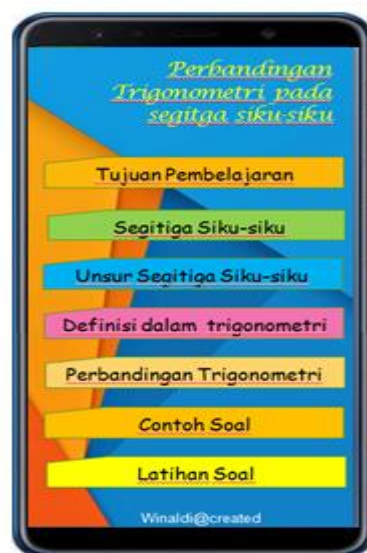 Perbandingan
Trigonometri pada
segitga siku-siku
Tujuan Pembelajaran
Segitiga Siku-siku
Unsur Segitiga Siku-siku
Definisi dalam trigonometri
Perbandingan Trigonometri
Contoh Soal
Latihan Soal
Winaldi@created